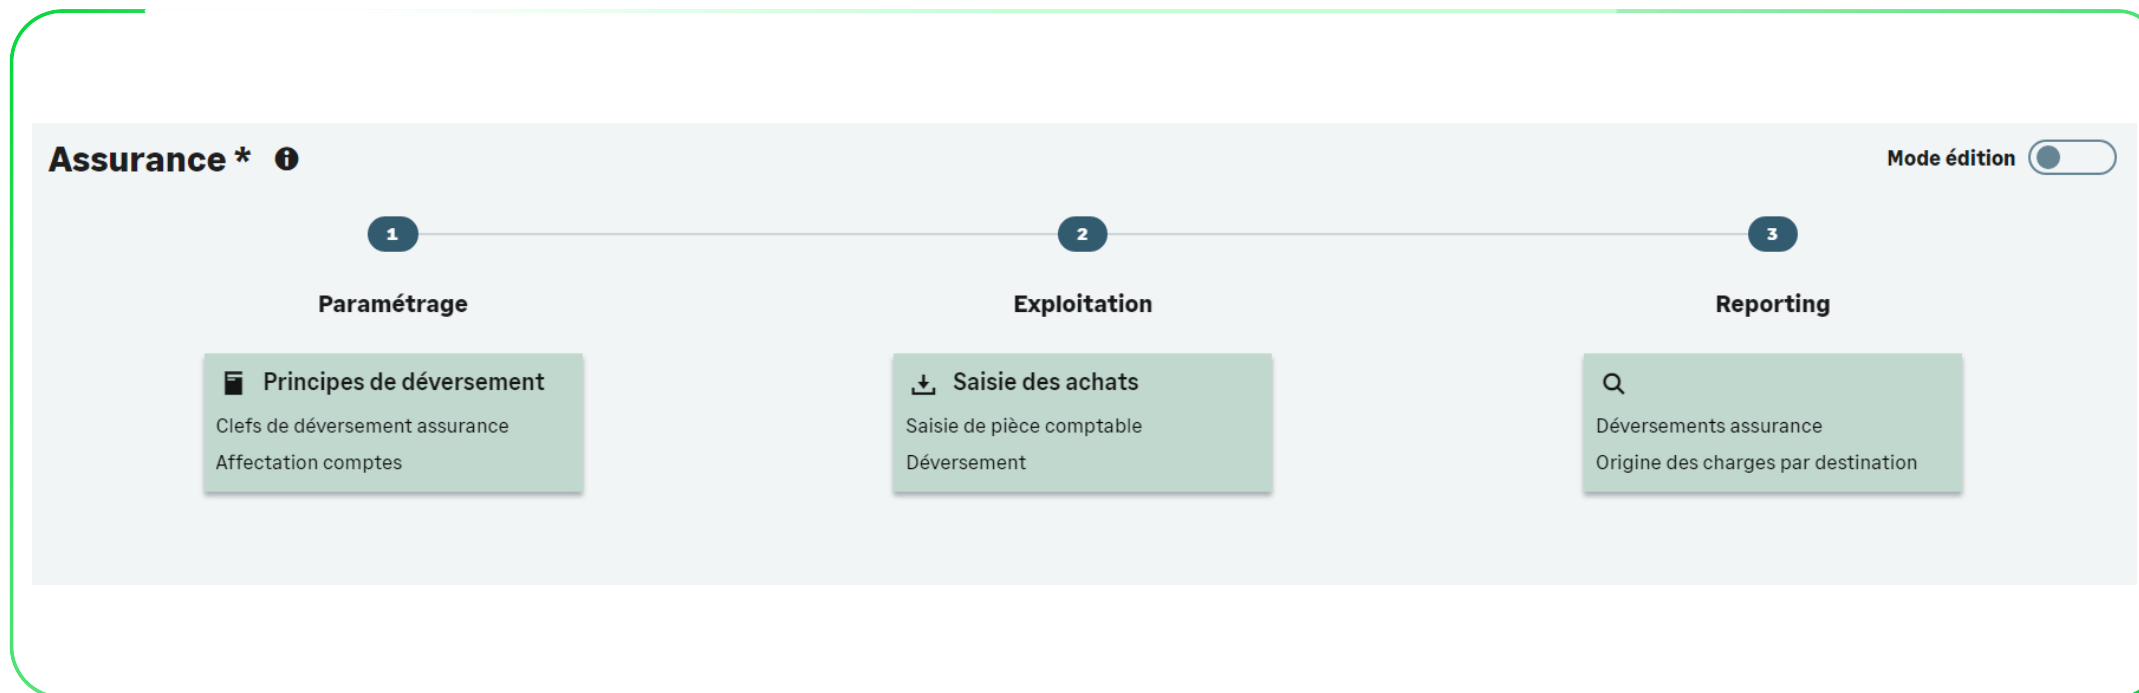 Assurance *
Mode édition
1
2
3
Paramétrage
Exploitation
Reporting
Principes de déversement
Clefs de déversement assurance
Affectation comptes
Saisie des achats
Saisie de pièce comptable
Déversement
Déversements assurance
Origine des charges par destination